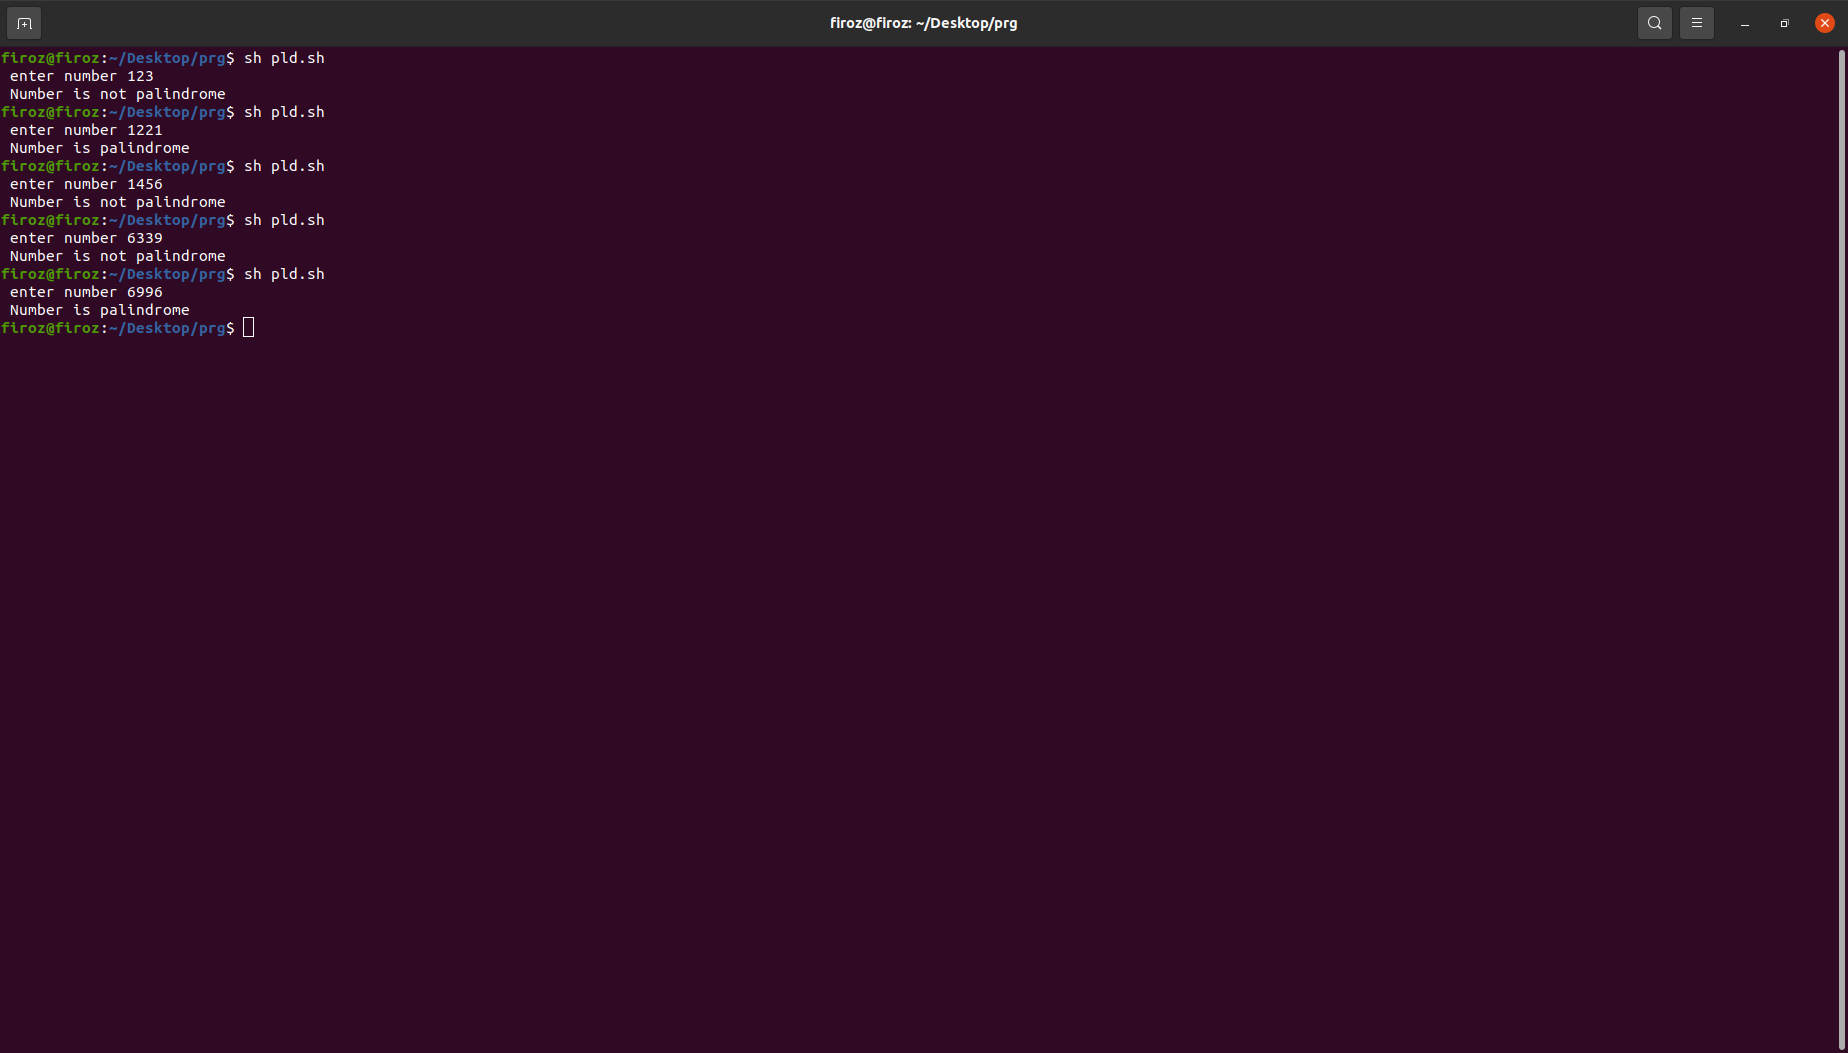 firoz@firoz: ~/Desktop/prg
firoz@firoz:~/Desktop/prg$ sh pld.sh
enter number 123
Number is not palindrome
firoz@firoz:~/Desktop/prg$ sh pld.sh
enter number 1221
Number is palindrome
firoz@firoz:~/Desktop/prg$ sh pld.sh
enter number 1456
Number is not palindrome
firoz@firoz:~/Desktop/prg$ sh pld.sh
enter number 6339
Number is not palindrome
firoz@firoz:~/Desktop/prg$ sh pld.sh
enter number 6996
Number is palindrome
firoz@firoz:~/Desktop/prg$